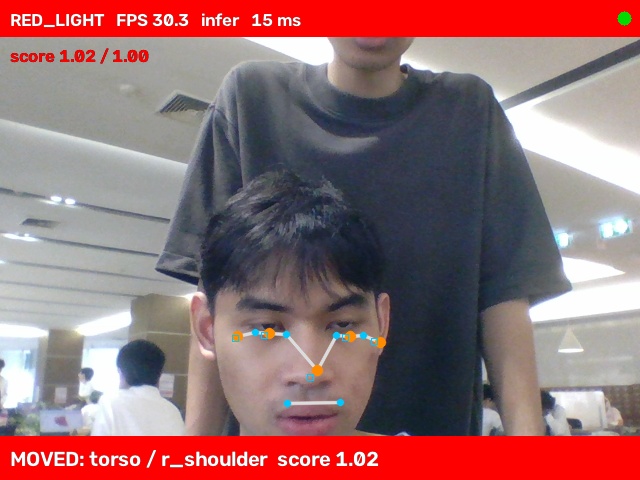 RED_LIGHT FPS 30.3 infer 15 ms
score 1.02 / 1.00
MOVED: torso / r_shoulder score 1.02